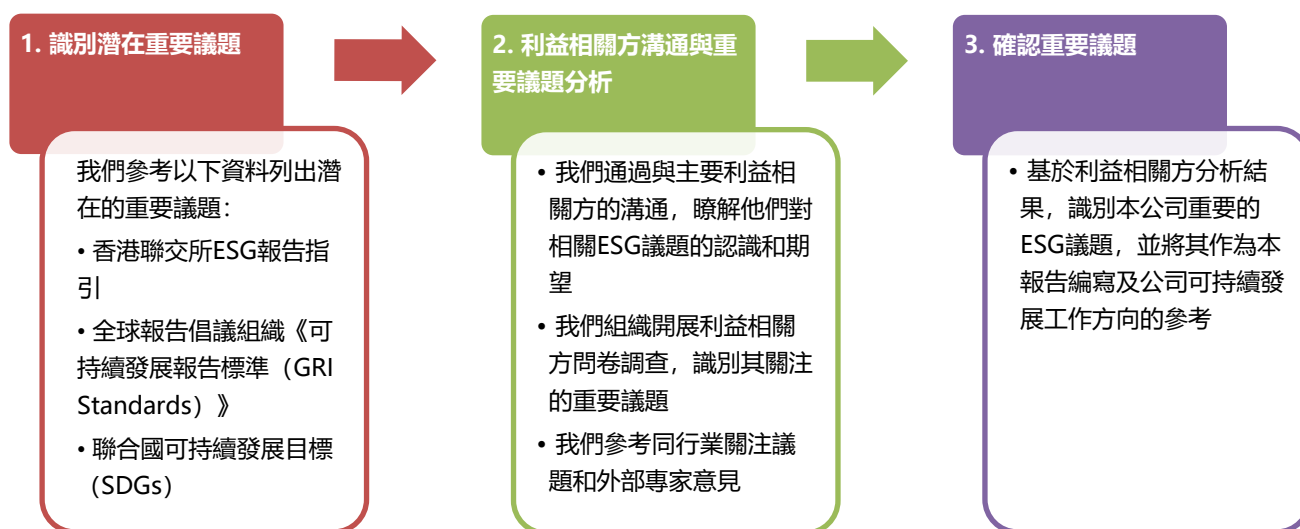 1. 識別潛在重要議題
我們參考以下資料列出潛
在的重要議題：
• 香港聯交所ESG報告指
引
• 全球報告倡議組織《可
持續發展報告標準（GRI
Standards）》
• 聯合國可持續發展目標
（SDGs）
2. 利益相關方溝通與重
要議題分析
• 我們通過與主要利益相
關方的溝通，瞭解他們對
相關ESG議題的認識和期
望
• 我們組織開展利益相關
方問卷調查，識別其關注
的重要議題
• 我們參考同行業關注議
題和外部專家意見
3. 確認重要議題
• 基於利益相關方分析結
果，識別本公司重要的
ESG議題，並將其作為本
報告編寫及公司可持續發
展工作方向的參考